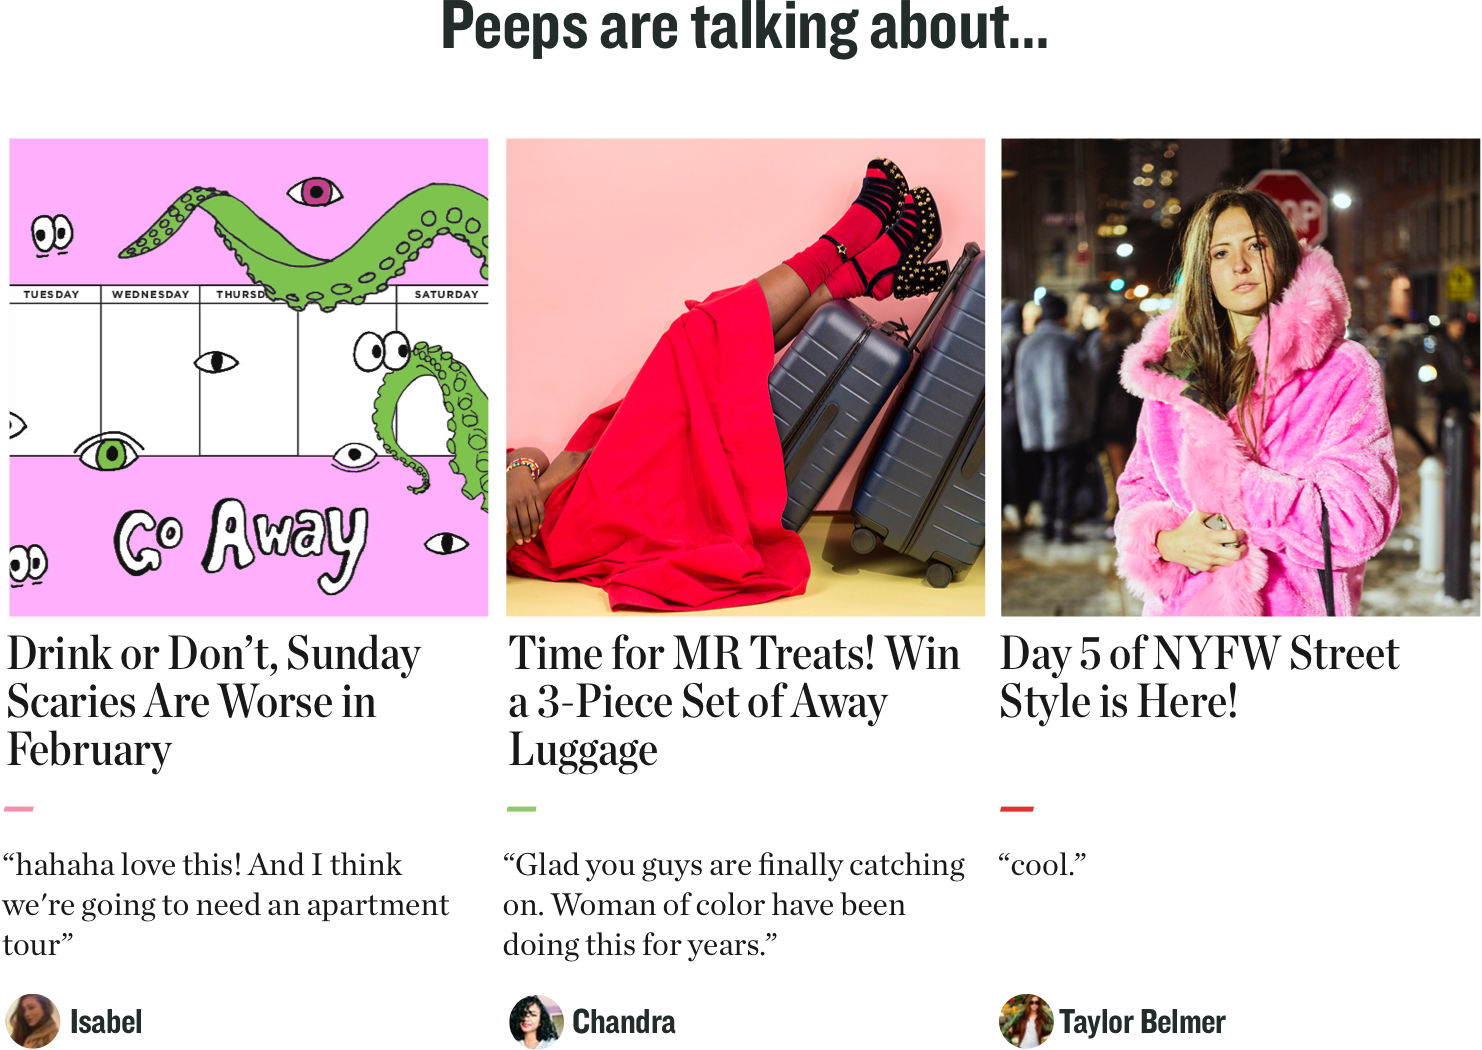 Peeps are talking about...
TUESDAY
WEDNESDAY
SATURDAY
Go Away
Drink or Don’t, Sunday
Scaries Are Worse in
February
Time for MR Treats! Win
a 3-Piece Set of Away
Luggage
Day 5 of NYFW Street
Style is Here!
“hahaha love this! And I think
we're going to need an apartment
tour”
“Glad you guys are finally catching
on. Woman of color have been
doing this for years.”
“cool.”
Isabel
Chandra
Taylor Belmer